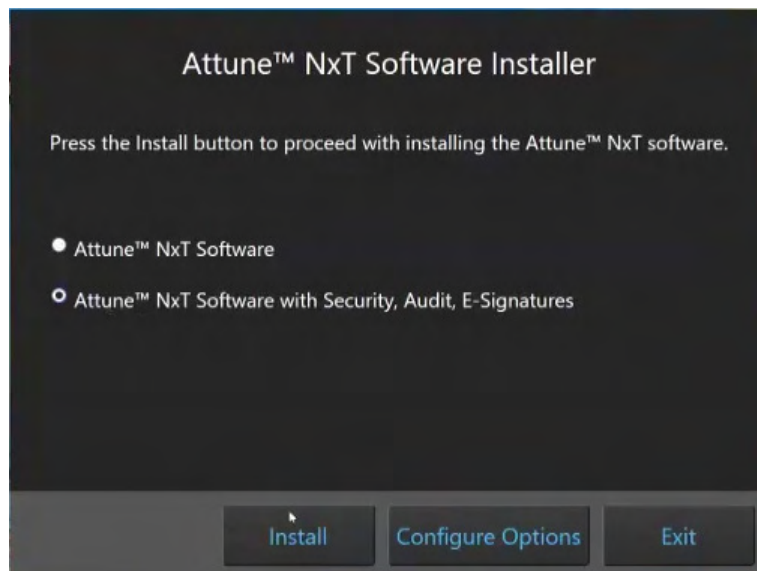 Attune™ NxT Software Installer
Press the Install button to proceed with installing the Attune™ NxT software.
Attune™ NxT Software
Attune™ NxT Software with Security, Audit, E-Signatures
Install
Configure Options
Exit